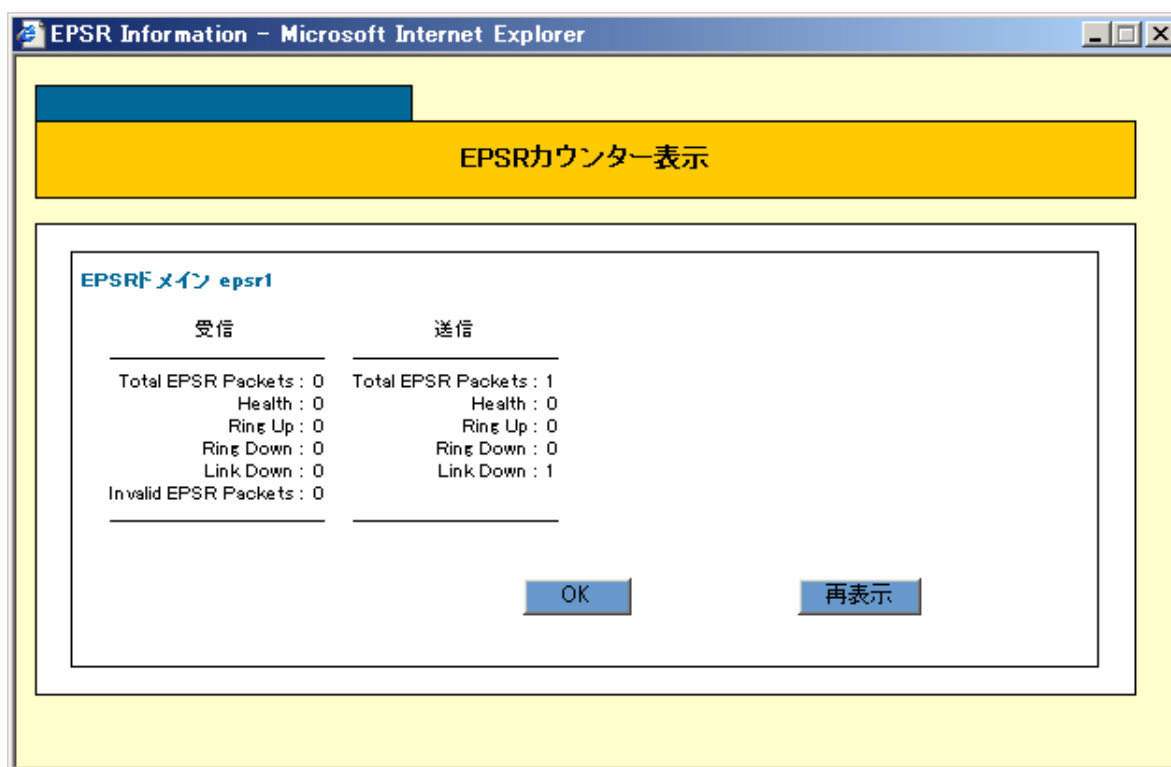 EPSR Information - Microsoft Internet Explorer
EPSRカウンター表示
EPSRドメイン epsr1
受信 送信
Total EPSR Packets : 0 Total EPSR Packets : 1
Health : 0 Health : 0
Ring Up : 0 Ring Up : 0
Ring Down : 0 Ring Down : 0
Link Down : 0 Link Down : 1
Invalid EPSR Packets : 0
OK 再表示